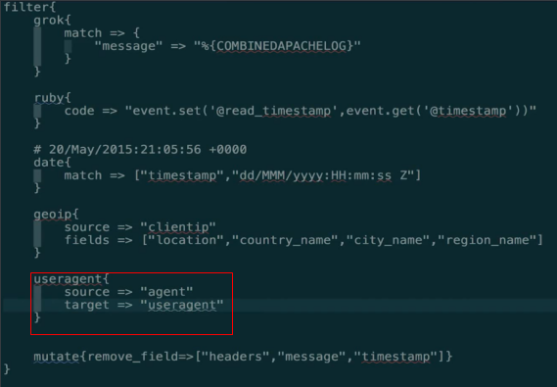 filter{
grok{
match => {
"message" => "%{COMBINEDAPACHELOG}"
}
}
ruby{
code => "event.set('@read_timestamp',event.get('@timestamp'))"
}
# 20/May/2015:21:05:56 +0000
date{
match => ["timestamp","dd/MMM/yyyy:HH:mm:ss Z"]
}
geoip{
source => "clientip"
fields => ["location","country_name","city_name","region_name"]
}
useragent{
source => "agent"
target => "useragent"
}
mutate{remove_field=>["headers","message","timestamp"]}
}